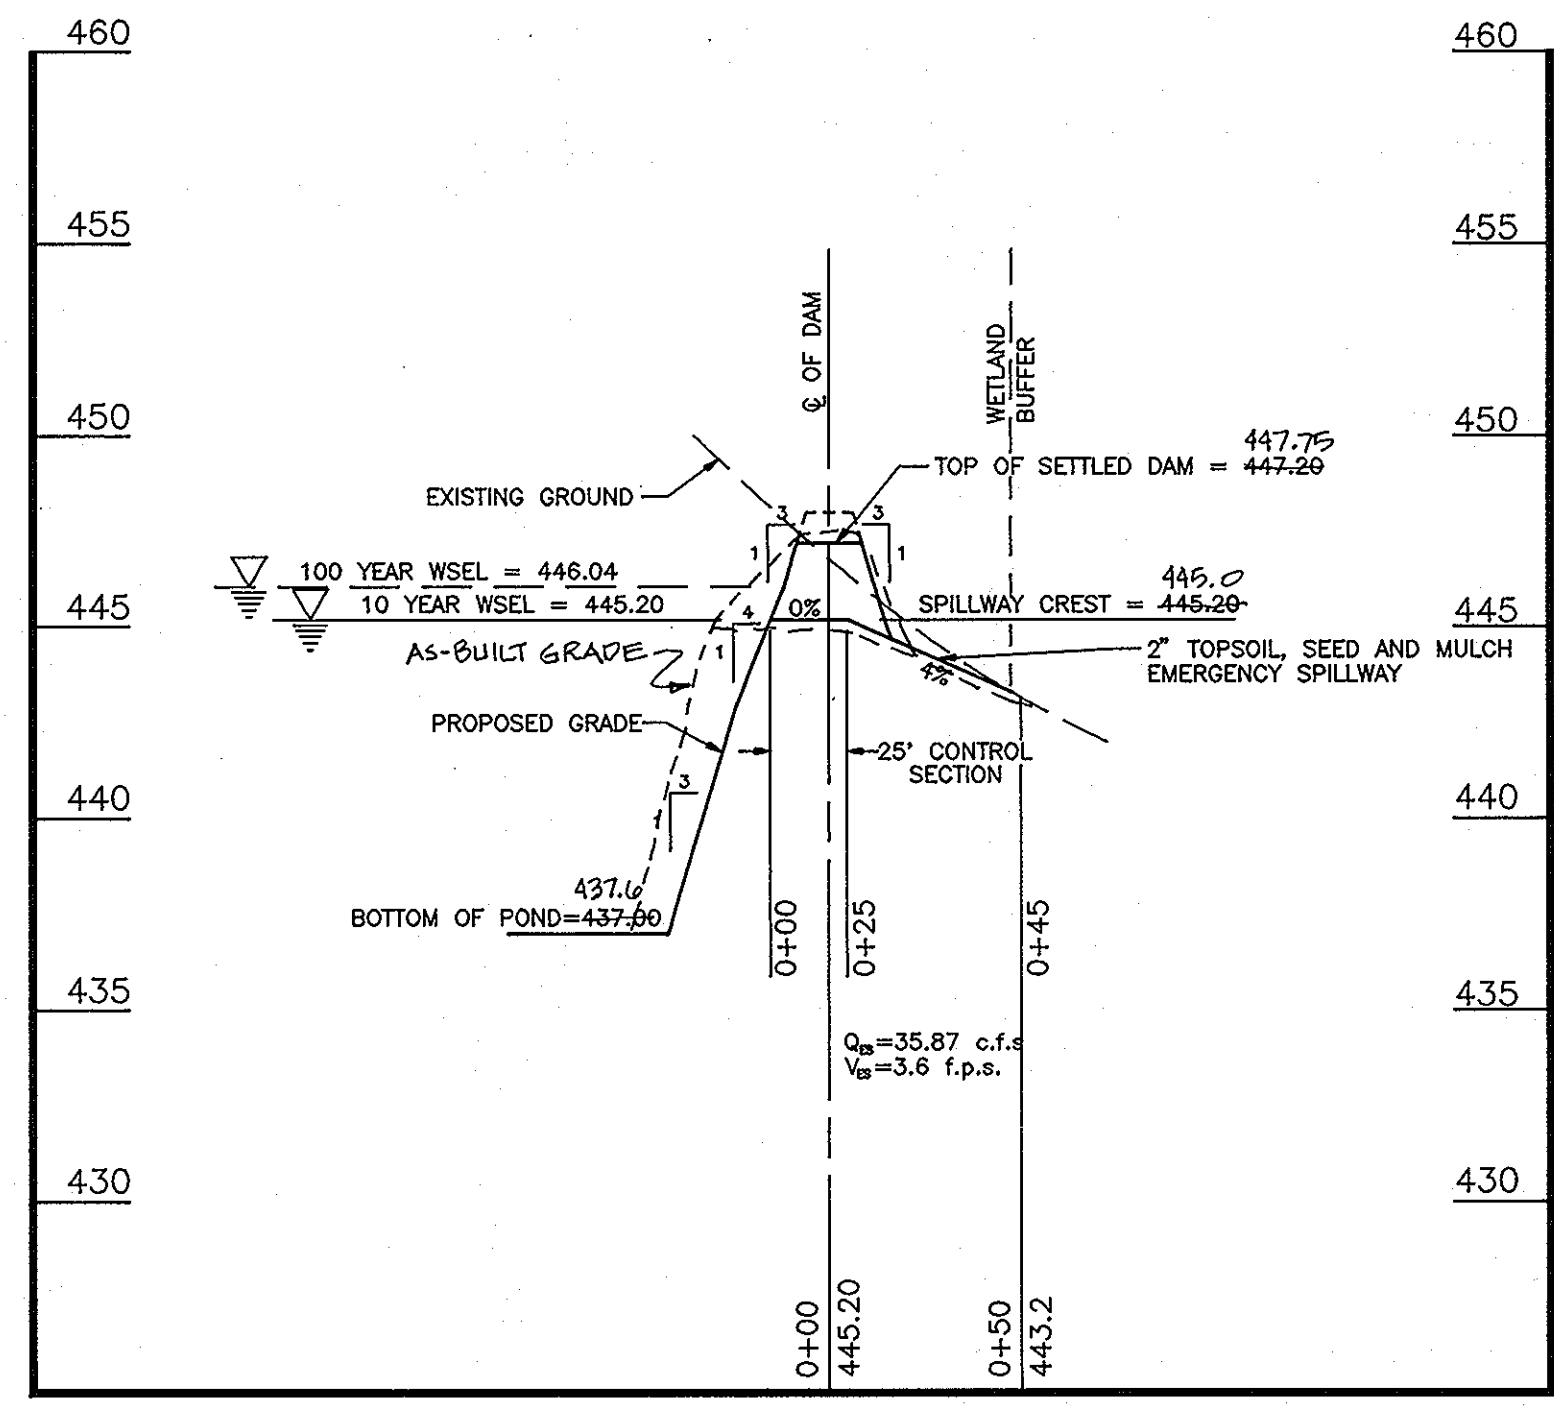 460
460
455
455
450
450
445
445
440
440
435
435
430
430
℄ OF DAM
WETLAND
BUFFER
447.75
TOP OF SETTLED DAM = 447.20
EXISTING GROUND
3
3
1
1
100 YEAR WSEL = 446.04
10 YEAR WSEL = 445.20
0%
445.0
SPILLWAY CREST = 445.20
4
1
AS-BUILT GRADE
2" TOPSOIL, SEED AND MULCH
EMERGENCY SPILLWAY
4%
PROPOSED GRADE
25' CONTROL
SECTION
3
1
437.6
BOTTOM OF POND=437.00
0+00
0+25
0+45
QES=35.87 c.f.s
VES=3.6 f.p.s.
0+00
445.20
0+50
443.2